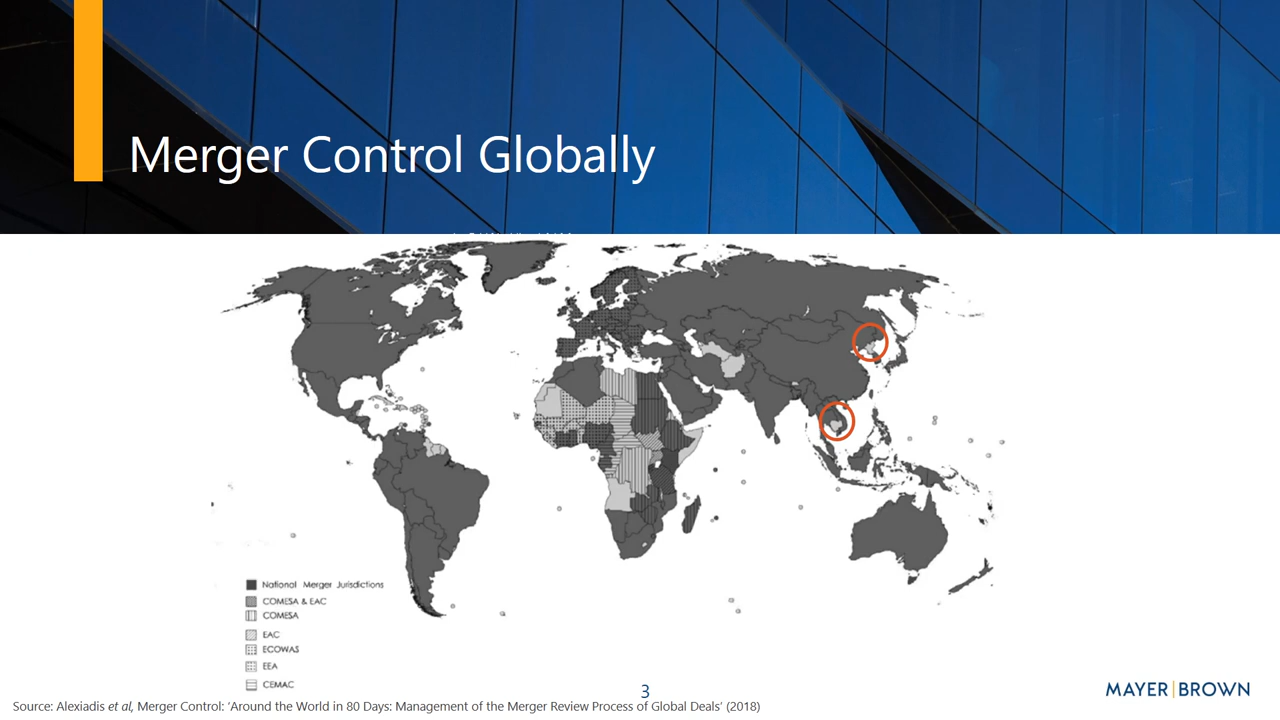 Merger Control Globally
National Merger Jurisdictions
COMESA & EAC
COMESA
EAC
ECOWAS
EEA
CEMAC
3
MAYER|BROWN
Source: Alexiadis et al, Merger Control: ‘Around the World in 80 Days: Management of the Merger Review Process of Global Deals’ (2018)